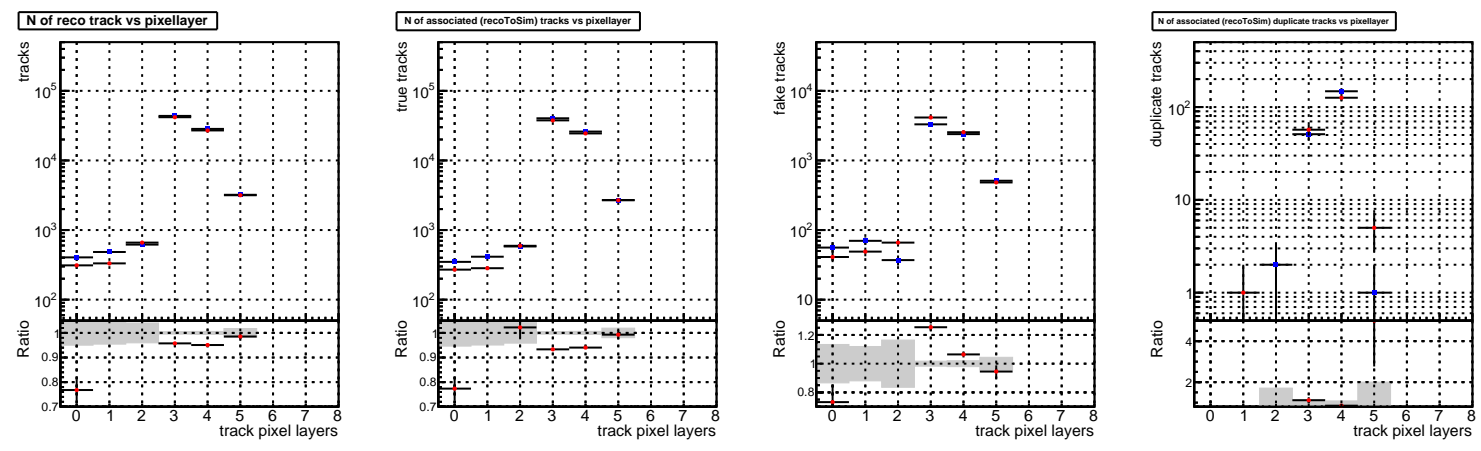 N of reco track vs pixellayer
tracks
10^5
10^4
10^3
10^2
Ratio
1
0.9
0.8
0.7
0 1 2 3 4 5 6 7 8
track pixel layers
N of associated (recoToSim) tracks vs pixellayer
true tracks
10^5
10^4
10^3
10^2
Ratio
1
0.9
0.8
0.7
0 1 2 3 4 5 6 7 8
track pixel layers
fake tracks
10^4
10^3
10^2
10
Ratio
1.2
1
0.8
0 1 2 3 4 5 6 7 8
track pixel layers
N of associated (recoToSim) duplicate tracks vs pixellayer
duplicate tracks
10^2
10
1
Ratio
4
2
0 1 2 3 4 5 6 7 8
track pixel layers